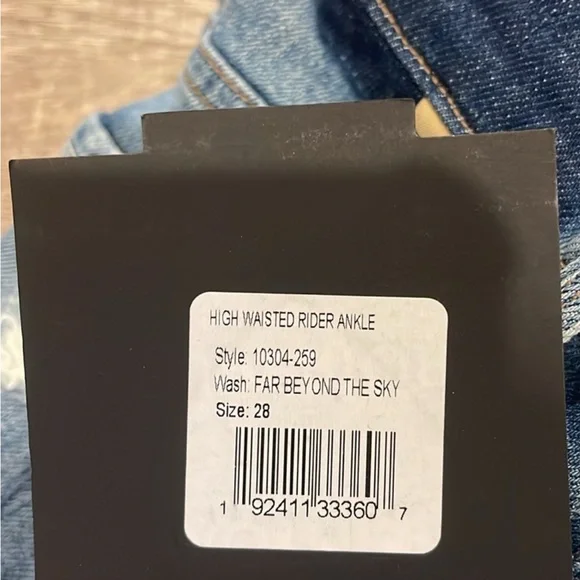 HIGH WAISTED RIDER ANKLE
Style: 10304-259
Wash: FAR BEYOND THE SKY
Size: 28
1 92411 33360 7